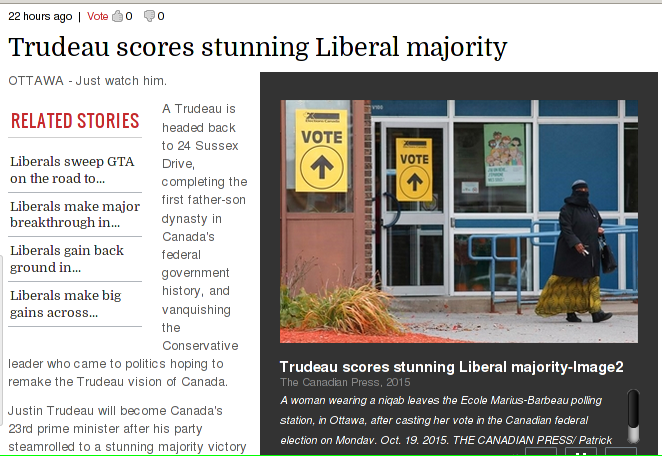 22 hours ago | Vote 0 0
Trudeau scores stunning Liberal majority
OTTAWA - Just watch him.
RELATED STORIES
Liberals sweep GTA
on the road to...
Liberals make major
breakthrough in...
Liberals gain back
ground in...
Liberals make big
gains across...
A Trudeau is
headed back
to 24 Sussex
Drive,
completing the
first father-son
dynasty in
Canada's
federal
government
history, and
vanquishing
the
Conservative
leader who came to politics hoping to
remake the Trudeau vision of Canada.
Justin Trudeau will become Canada's
23rd prime minister after his party
steamrolled to a stunning majority victory
VOTE
VOTE
Trudeau scores stunning Liberal majority-Image2
The Canadian Press, 2015
A woman wearing a niqab leaves the Ecole Marius-Barbeau polling
station, in Ottawa, after casting her vote in the Canadian federal
election on Monday, Oct. 19, 2015. THE CANADIAN PRESS/ Patrick